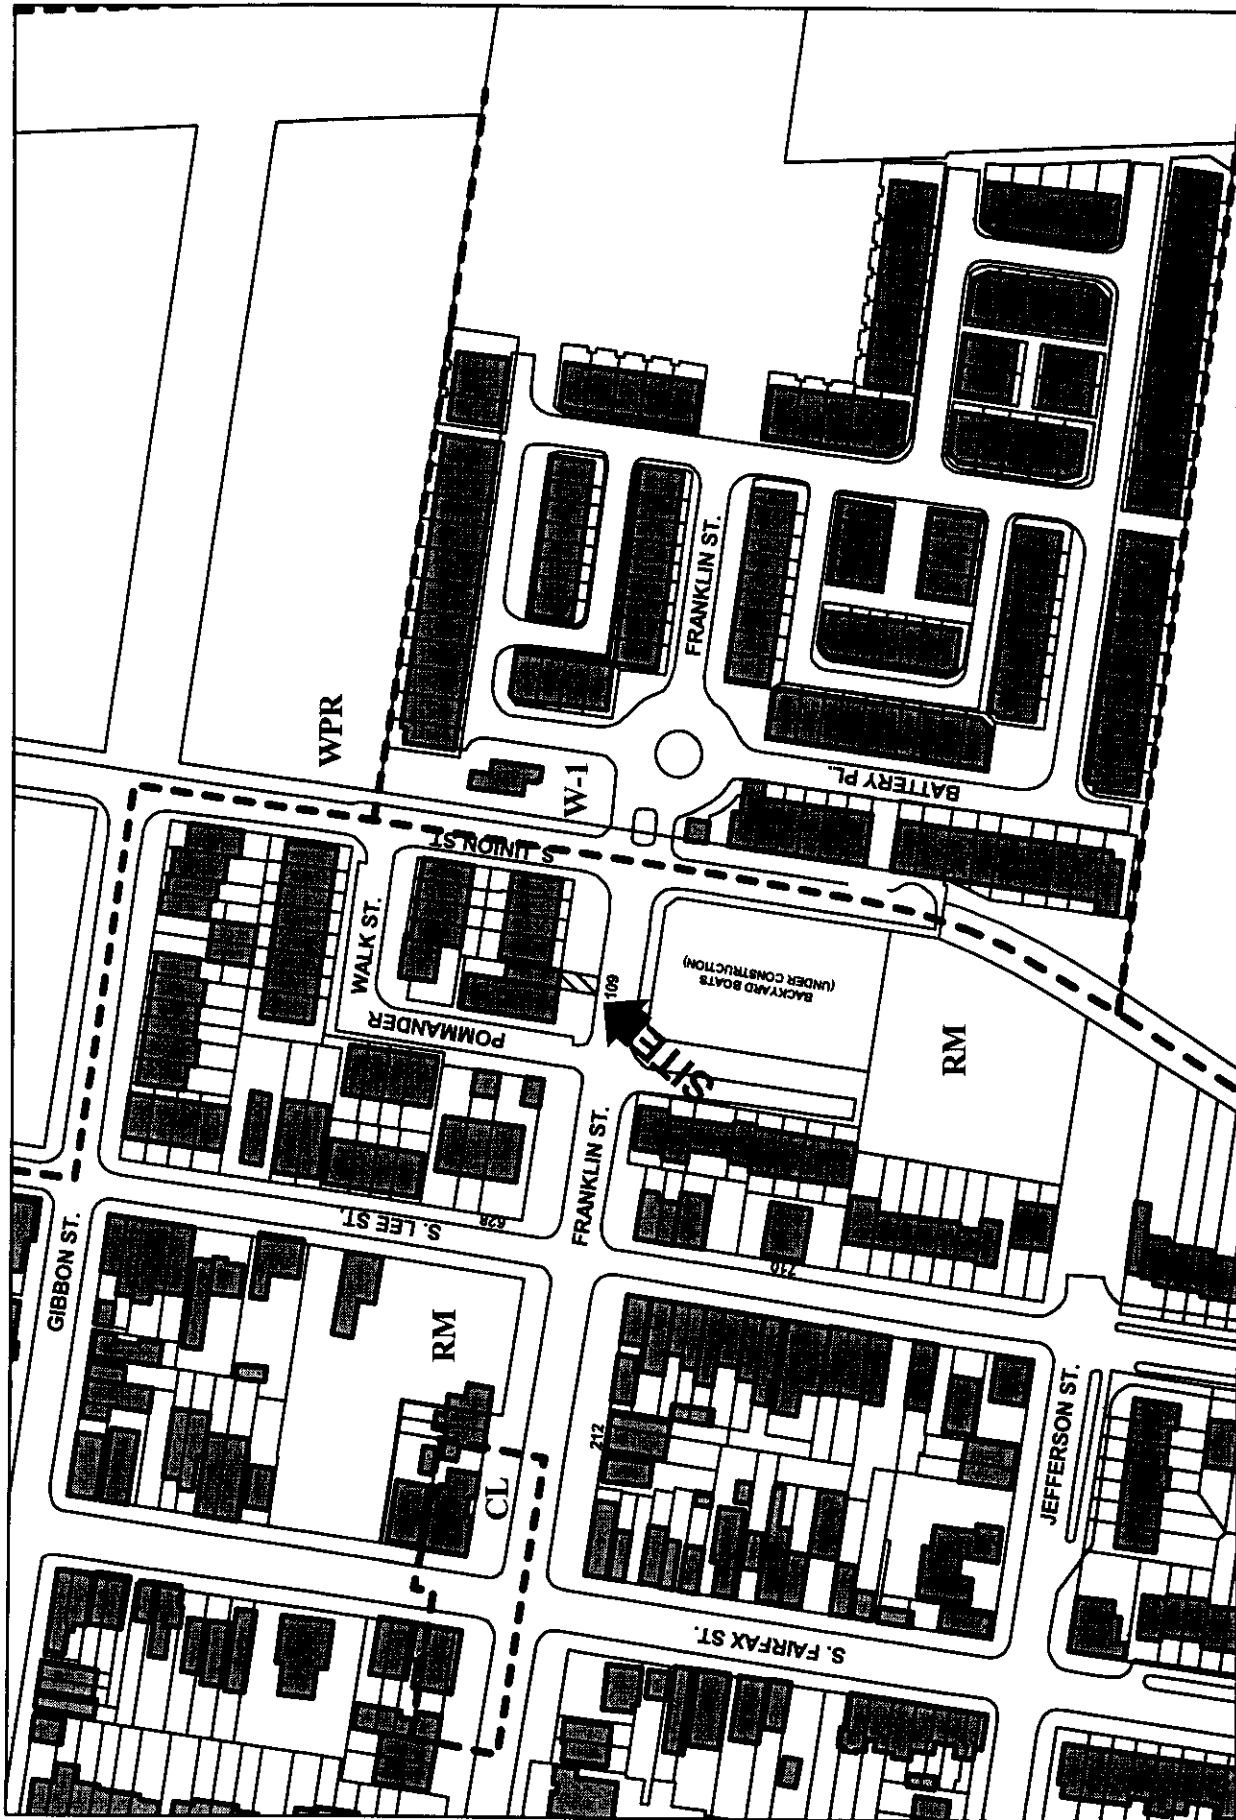 WPR
W-1
WALK ST.
S. UNION ST
POMMANDER
FRANKLIN ST.
BATTERY PL.
109
BACKYARD BOATS
(UNDER CONSTRUCTION)
SITE
RM
GIBBON ST.
S. LEE ST.
628
FRANKLIN ST.
710
RM
212
CL
JEFFERSON ST.
S. FAIRFAX ST.